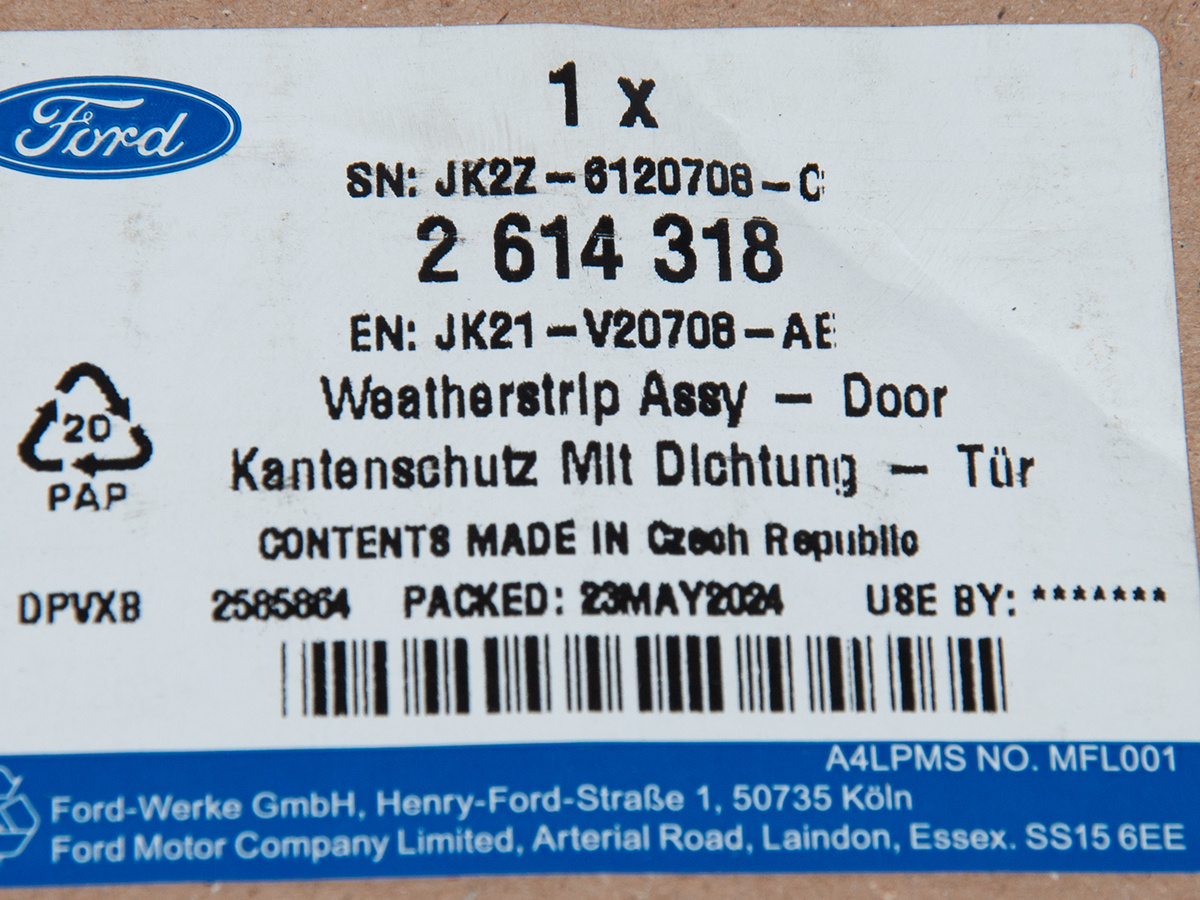 Ford
1 x
SN: JK2Z-6120708-C
2 614 318
EN: JK21-V20708-AE
Weatherstrip Assy - Door
Kantenschutz Mit Dichtung - Tür
20
PAP
CONTENTS MADE IN Czech Republic
DPVXB 2585864 PACKED: 23MAY2024 USE BY: *******
A4LPMS NO. MFL001
Ford-Werke GmbH, Henry-Ford-Straße 1, 50735 Köln
Ford Motor Company Limited, Arterial Road, Laindon, Essex. SS15 6EE